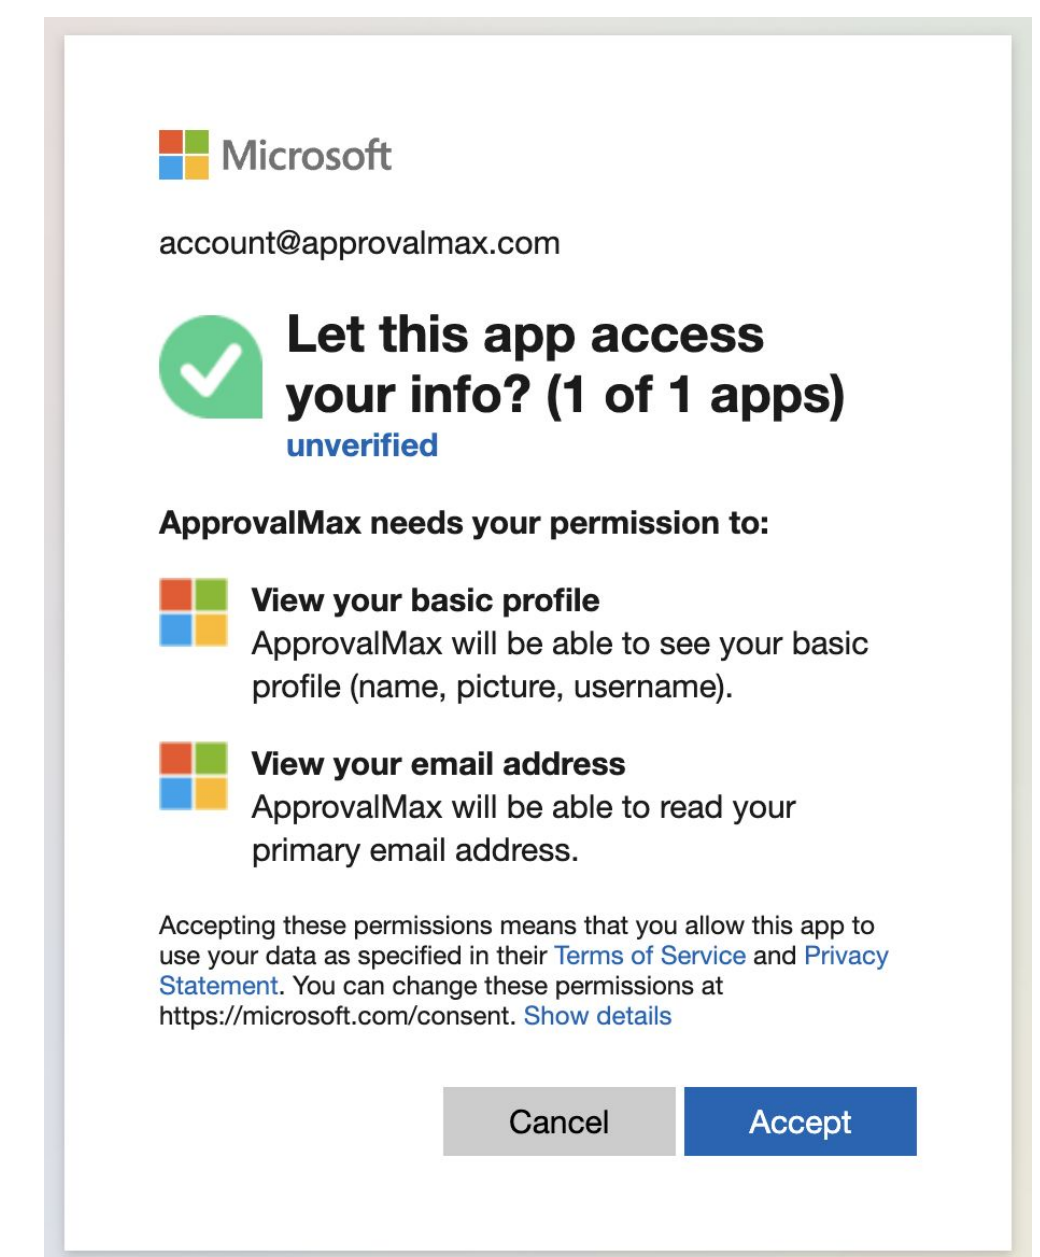 Microsoft
account@approvalmax.com
Let this app access
your info? (1 of 1 apps)
unverified
ApprovalMax needs your permission to:
View your basic profile
ApprovalMax will be able to see your basic
profile (name, picture, username).
View your email address
ApprovalMax will be able to read your
primary email address.
Accepting these permissions means that you allow this app to
use your data as specified in their Terms of Service and Privacy
Statement. You can change these permissions at
https://microsoft.com/consent. Show details
Cancel Accept